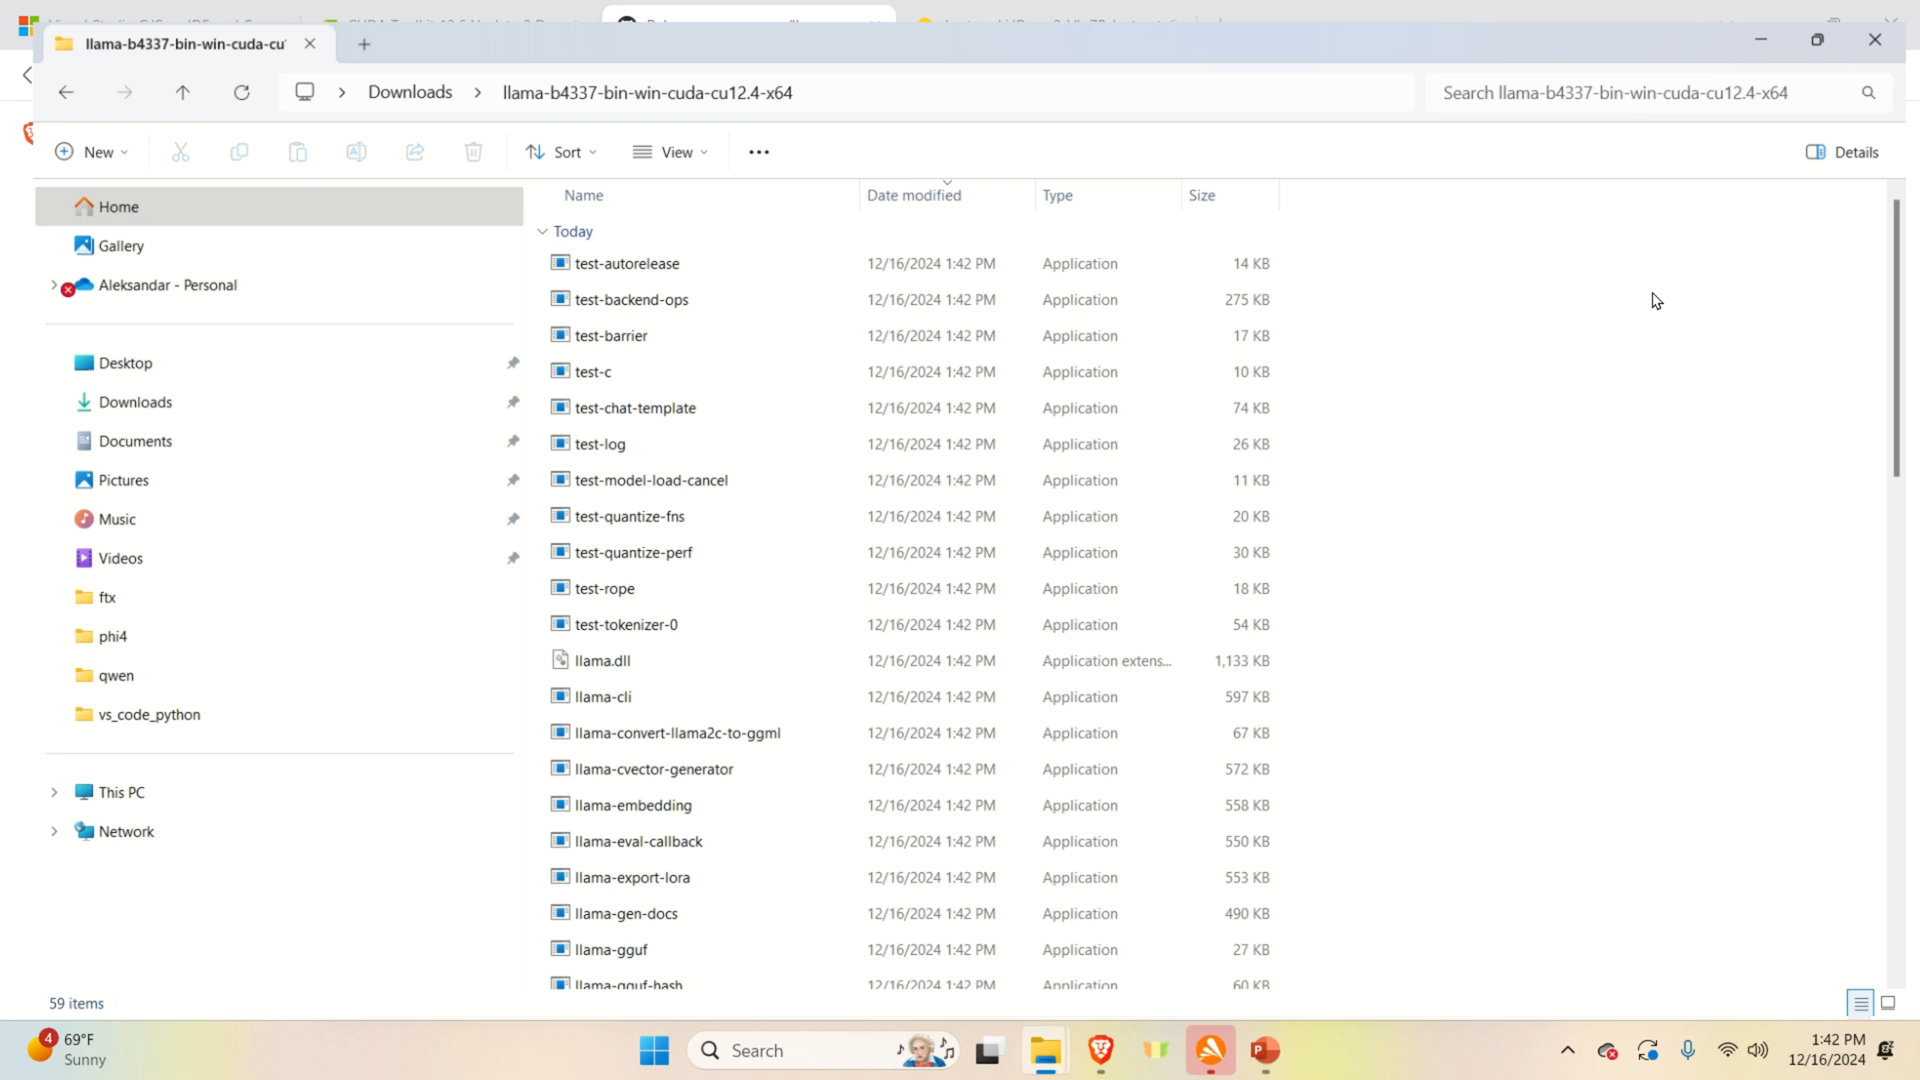 llama-b4337-bin-win-cuda-cu
Downloads
llama-b4337-bin-win-cuda-cu12.4-x64
Search llama-b4337-bin-win-cuda-cu12.4-x64
New
Sort
View
Details
Home
Gallery
Aleksandar - Personal
Desktop
Downloads
Documents
Pictures
Music
Videos
ftx
phi4
qwen
vs_code_python
This PC
Network
Name Date modified Type Size
Today
test-autorelease 12/16/2024 1:42 PM Application 14 KB
test-backend-ops 12/16/2024 1:42 PM Application 275 KB
test-barrier 12/16/2024 1:42 PM Application 17 KB
test-c 12/16/2024 1:42 PM Application 10 KB
test-chat-template 12/16/2024 1:42 PM Application 74 KB
test-log 12/16/2024 1:42 PM Application 26 KB
test-model-load-cancel 12/16/2024 1:42 PM Application 11 KB
test-quantize-fns 12/16/2024 1:42 PM Application 20 KB
test-quantize-perf 12/16/2024 1:42 PM Application 30 KB
test-rope 12/16/2024 1:42 PM Application 18 KB
test-tokenizer-0 12/16/2024 1:42 PM Application 54 KB
llama.dll 12/16/2024 1:42 PM Application extens... 1,133 KB
llama-cli 12/16/2024 1:42 PM Application 597 KB
llama-convert-llama2c-to-ggml 12/16/2024 1:42 PM Application 67 KB
llama-cvector-generator 12/16/2024 1:42 PM Application 572 KB
llama-embedding 12/16/2024 1:42 PM Application 558 KB
llama-eval-callback 12/16/2024 1:42 PM Application 550 KB
llama-export-lora 12/16/2024 1:42 PM Application 553 KB
llama-gen-docs 12/16/2024 1:42 PM Application 490 KB
llama-gguf 12/16/2024 1:42 PM Application 27 KB
llama-gguf-hash 12/16/2024 1:42 PM Application 60 KB
59 items
4
69°F
Sunny
Search
1:42 PM
12/16/2024